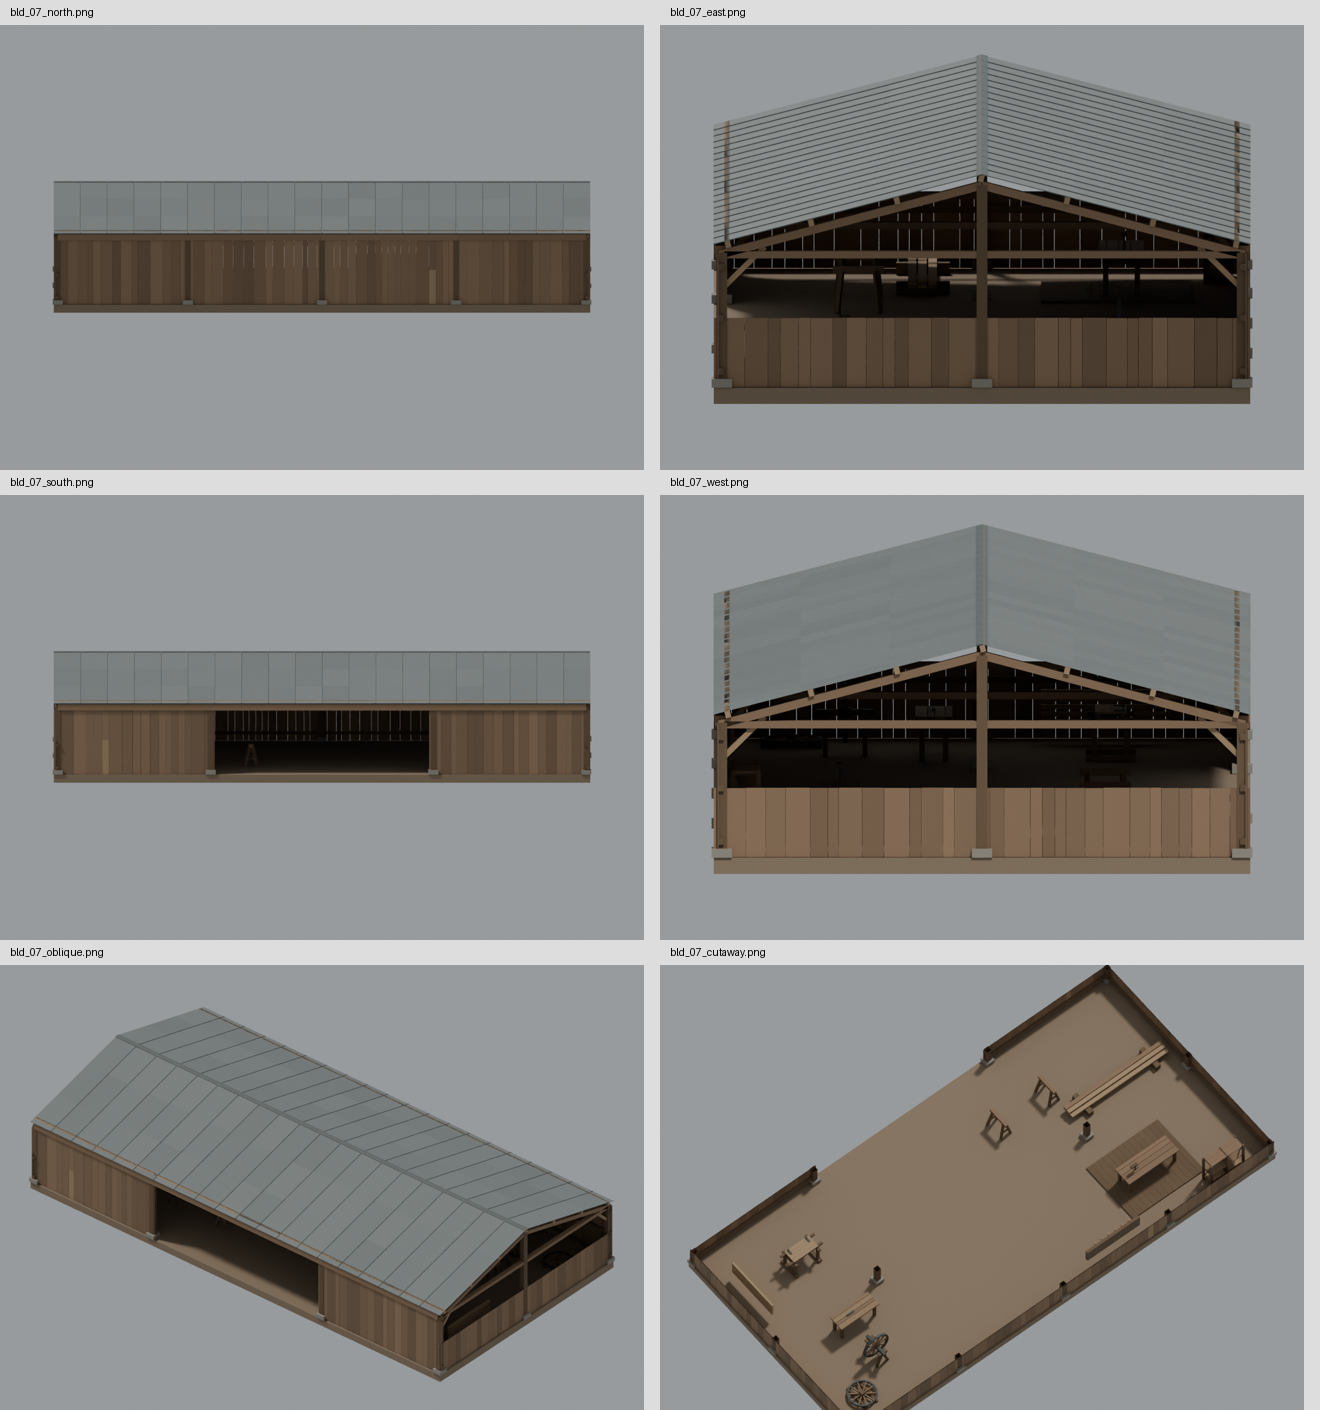 bld_07_north.png
bld_07_east.png
bld_07_south.png
bld_07_west.png
bld_07_oblique.png
bld_07_cutaway.png